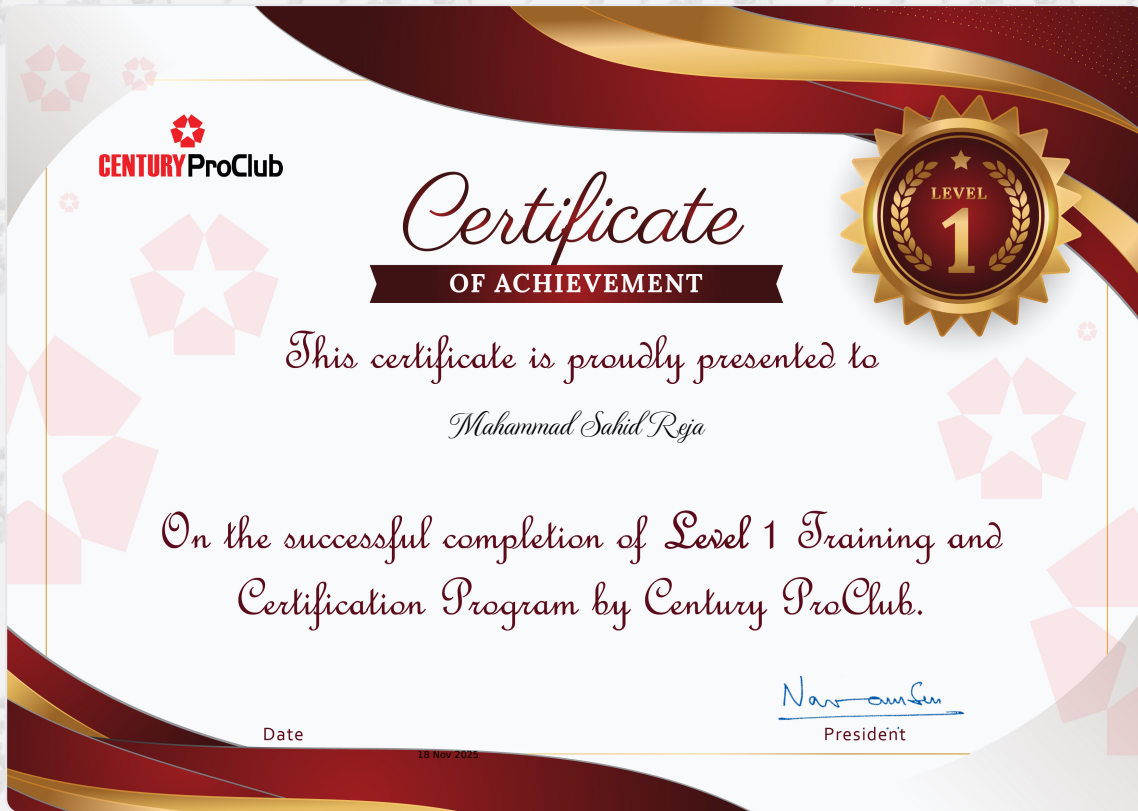 CENTURY ProClub
LEVEL
1
Certificate
OF ACHIEVEMENT
This certificate is proudly presented to
Mahammad Sahid Reja
On the successful completion of Level 1 Training and
Certification Program by Century ProClub.
Date
President
18 Nov 2025